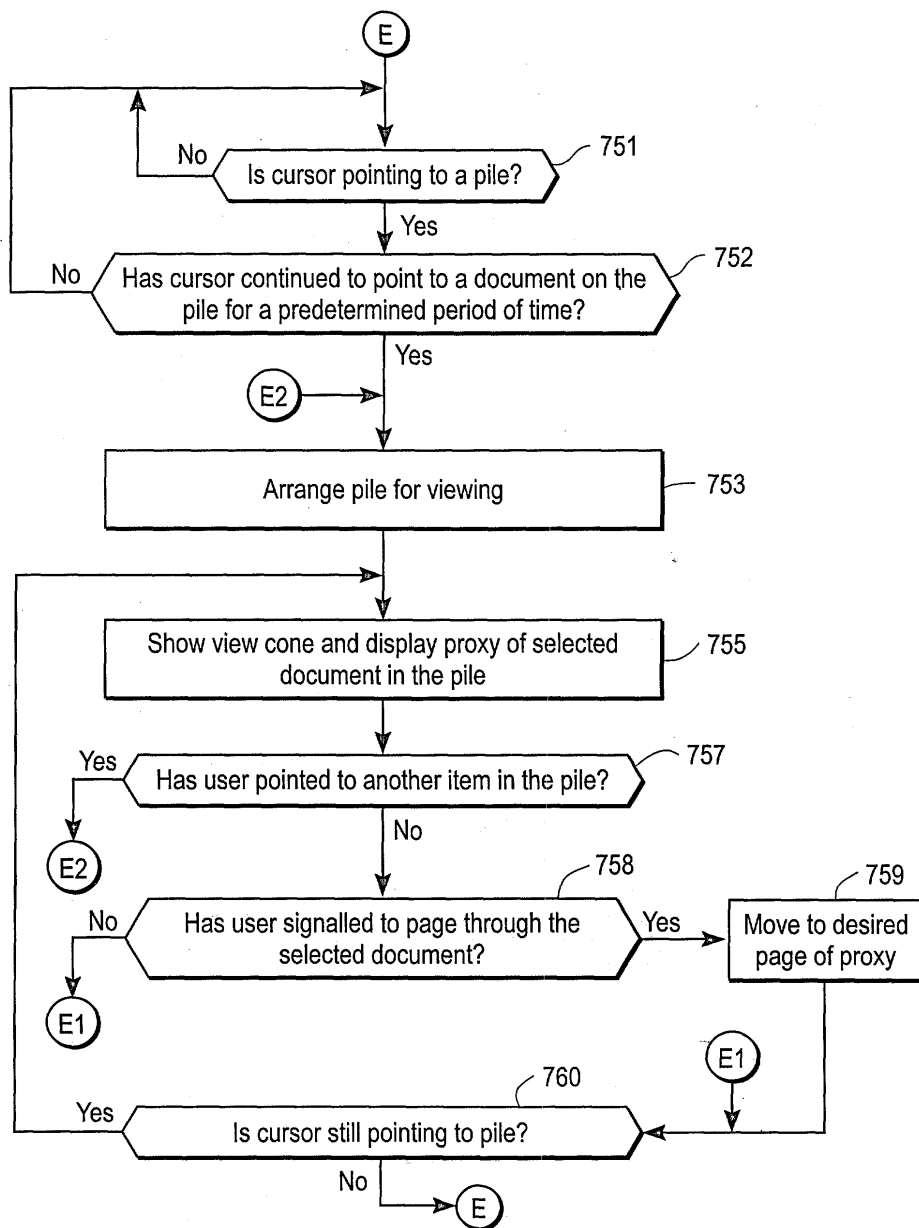 E
Is cursor pointing to a pile?
751
No
Yes
Has cursor continued to point to a document on the
pile for a predetermined period of time?
752
No
Yes
E2
Arrange pile for viewing
753
Show view cone and display proxy of selected
document in the pile
755
Has user pointed to another item in the pile?
757
Yes
E2
No
Has user signalled to page through the
selected document?
758
No
E1
Yes
759
Move to desired
page of proxy
E1
760
Is cursor still pointing to pile?
Yes
No
E